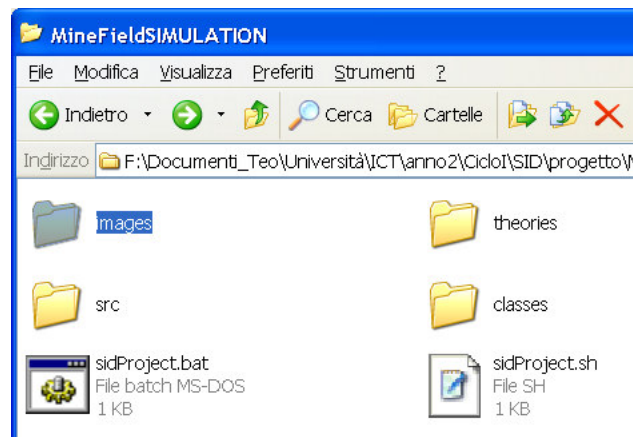 MineFieldSIMULATION
File Modifica Visualizza Preferiti Strumenti ?
Indietro Cerca Cartelle
Indirizzo F:\Documenti_Teo\Università\ICT\anno2\CicloI\SID\progetto\M
images theories
src classes
sidProject.bat sidProject.sh
File batch MS-DOS File SH
1 KB 1 KB